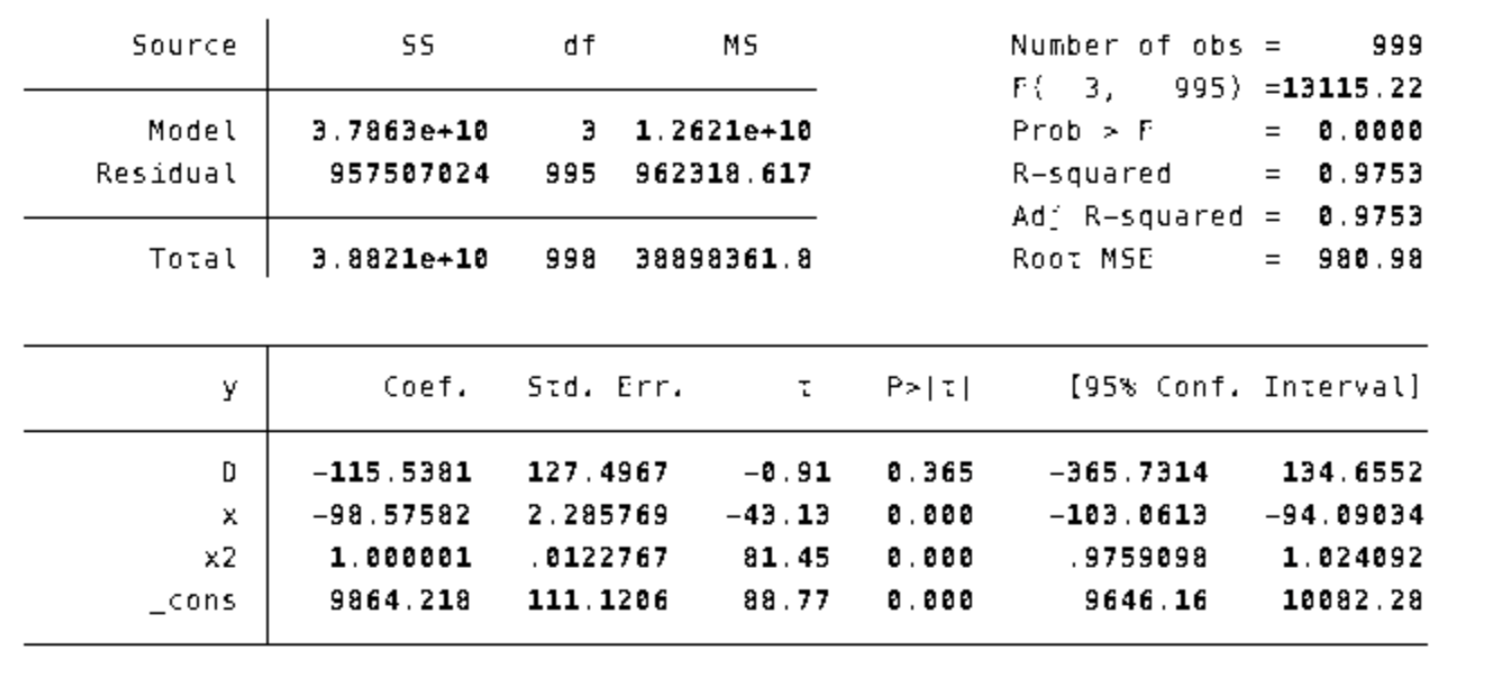 Source | SS df MS Number of obs = 999
F( 3, 995) =13115.22
Model | 3.7863e+10 3 1.2621e+10 Prob > F = 0.0000
Residual | 957507024 995 962318.617 R-squared = 0.9753
Adj R-squared = 0.9753
Total | 3.8821e+10 998 38898361.8 Root MSE = 980.98
y | Coef. Std. Err. t P>|t| [95% Conf. Interval]
D | -115.5381 127.4967 -0.91 0.365 -365.7314 134.6552
x | -98.57582 2.285769 -43.13 0.000 -103.0613 -94.09034
x2 | 1.000001 .0122767 81.45 0.000 .9759098 1.024092
_cons | 9864.218 111.1206 88.77 0.000 9646.16 10082.28